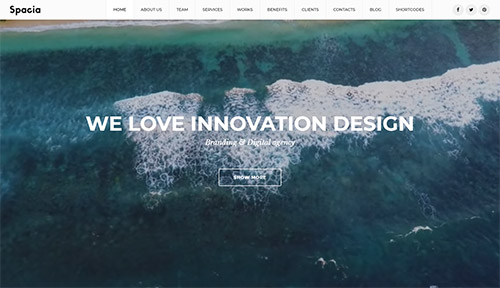 Spacia
HOME ABOUT US TEAM SERVICES WORKS BENEFITS CLIENTS CONTACTS BLOG SHORTCODES
WE LOVE INNOVATION DESIGN
Branding & Digital agency
SHOW MORE